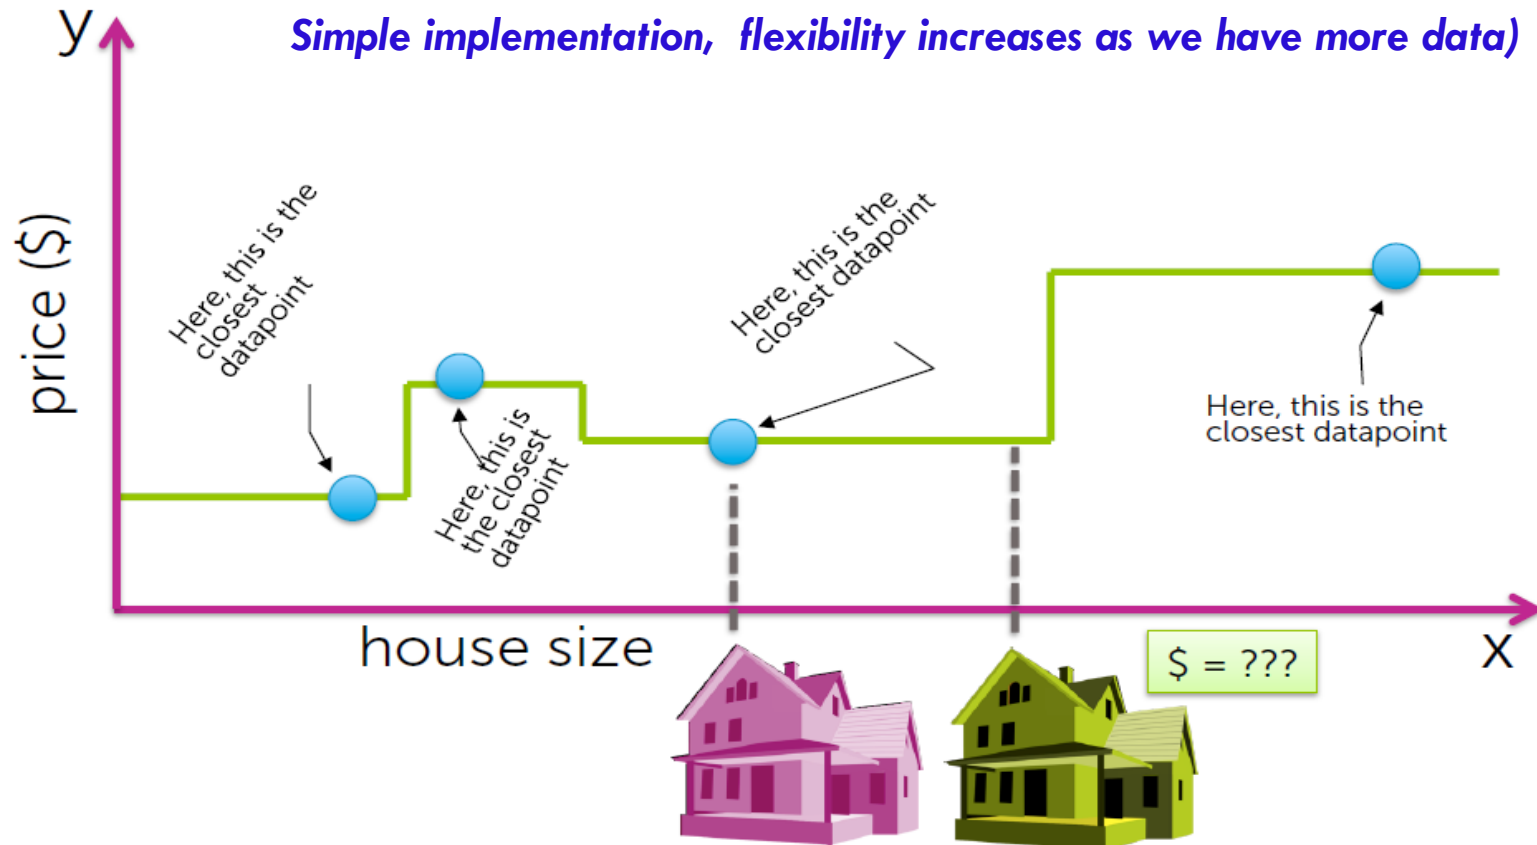 y
Simple implementation, flexibility increases as we have more data)
price ($)
Here, this is the
closest
datapoint
Here, this is
the closest
datapoint
Here, this is the
closest datapoint
Here, this is the
closest datapoint
house size
$ = ???
x